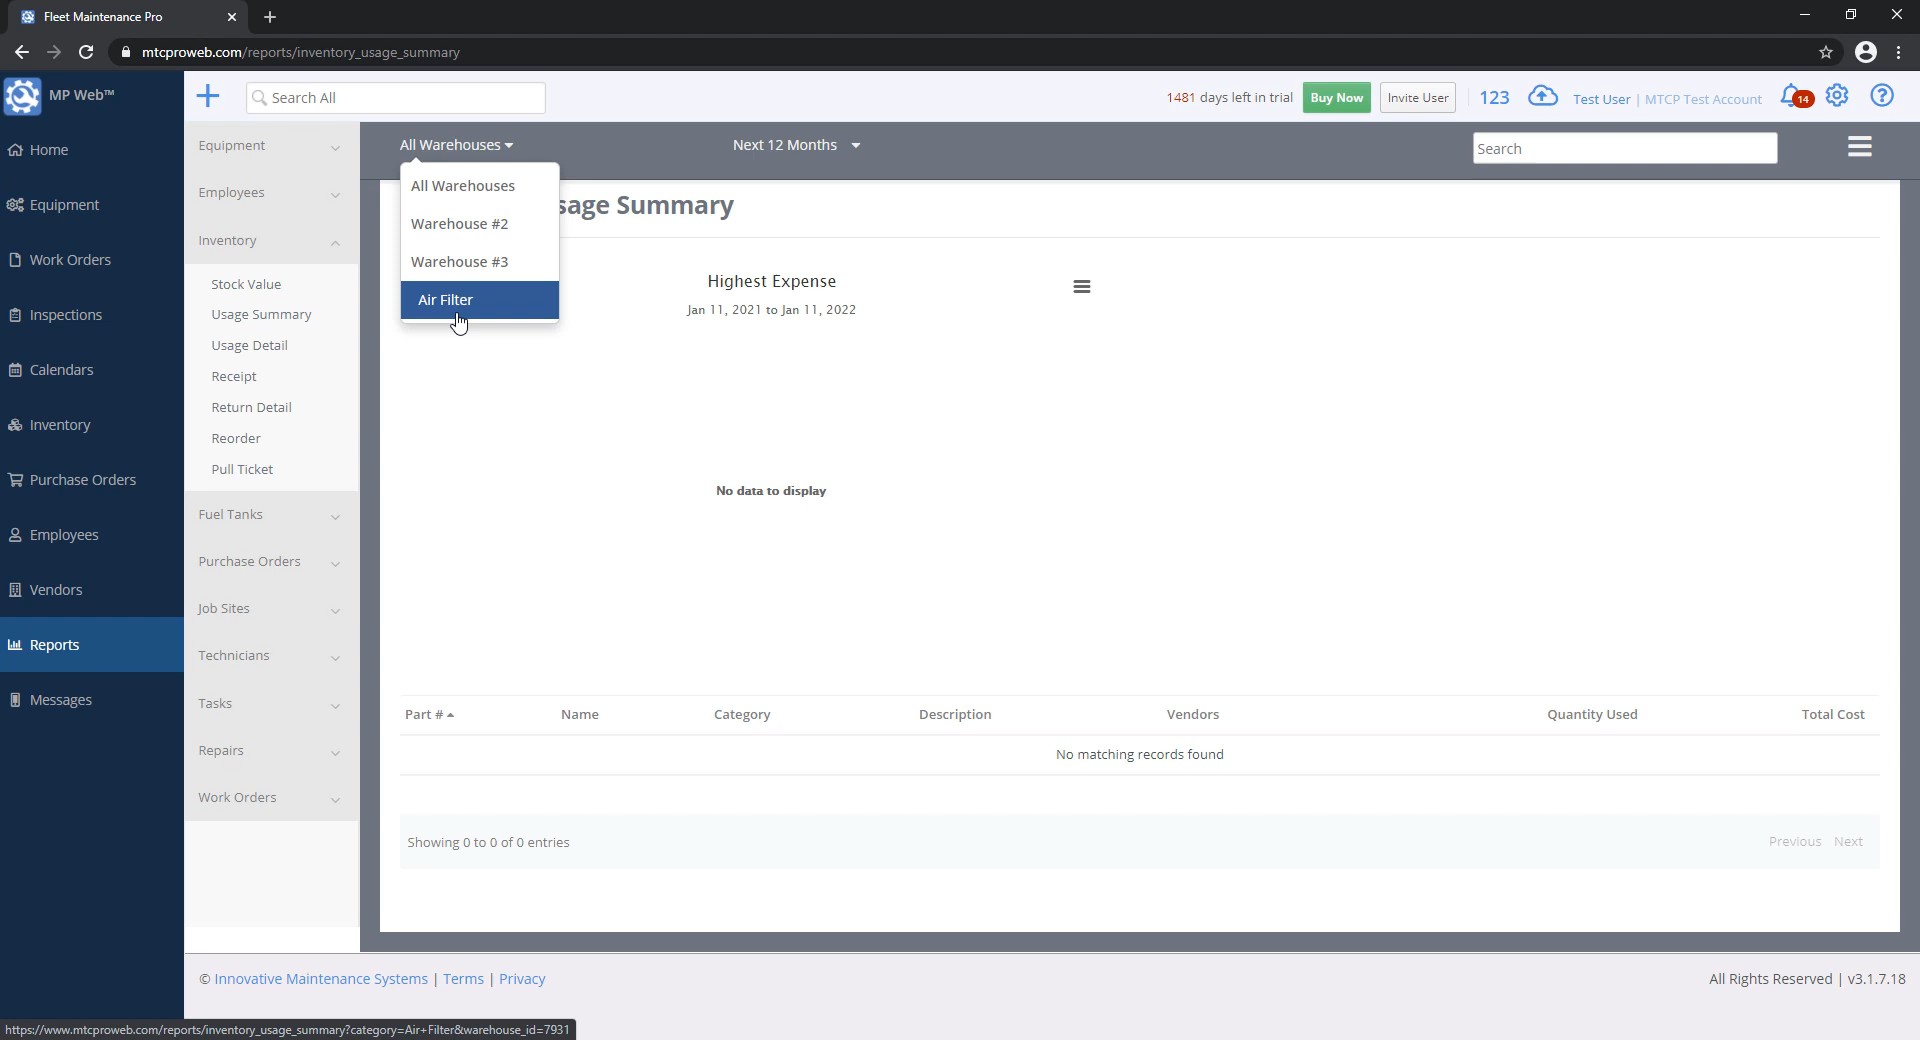 Fleet Maintenance Pro
mtcproweb.com/reports/inventory_usage_summary
MP Web™
Search All
1481 days left in trial
Buy Now
Invite User
123
Test User | MTCP Test Account
14
Home
Equipment
Work Orders
Inspections
Calendars
Inventory
Purchase Orders
Employees
Vendors
Reports
Messages
Equipment
Employees
Inventory
Stock Value
Usage Summary
Usage Detail
Receipt
Return Detail
Reorder
Pull Ticket
Fuel Tanks
Purchase Orders
Job Sites
Technicians
Tasks
Repairs
Work Orders
All Warehouses
Next 12 Months
Search
All Warehouses
Warehouse #2
Warehouse #3
Air Filter
sage Summary
Highest Expense
Jan 11, 2021 to Jan 11, 2022
No data to display
Part # Name Category Description Vendors Quantity Used Total Cost
No matching records found
Showing 0 to 0 of 0 entries
Previous Next
© Innovative Maintenance Systems | Terms | Privacy
All Rights Reserved | v3.1.7.18
https://www.mtcproweb.com/reports/inventory_usage_summary?category=Air+Filter&warehouse_id=7931